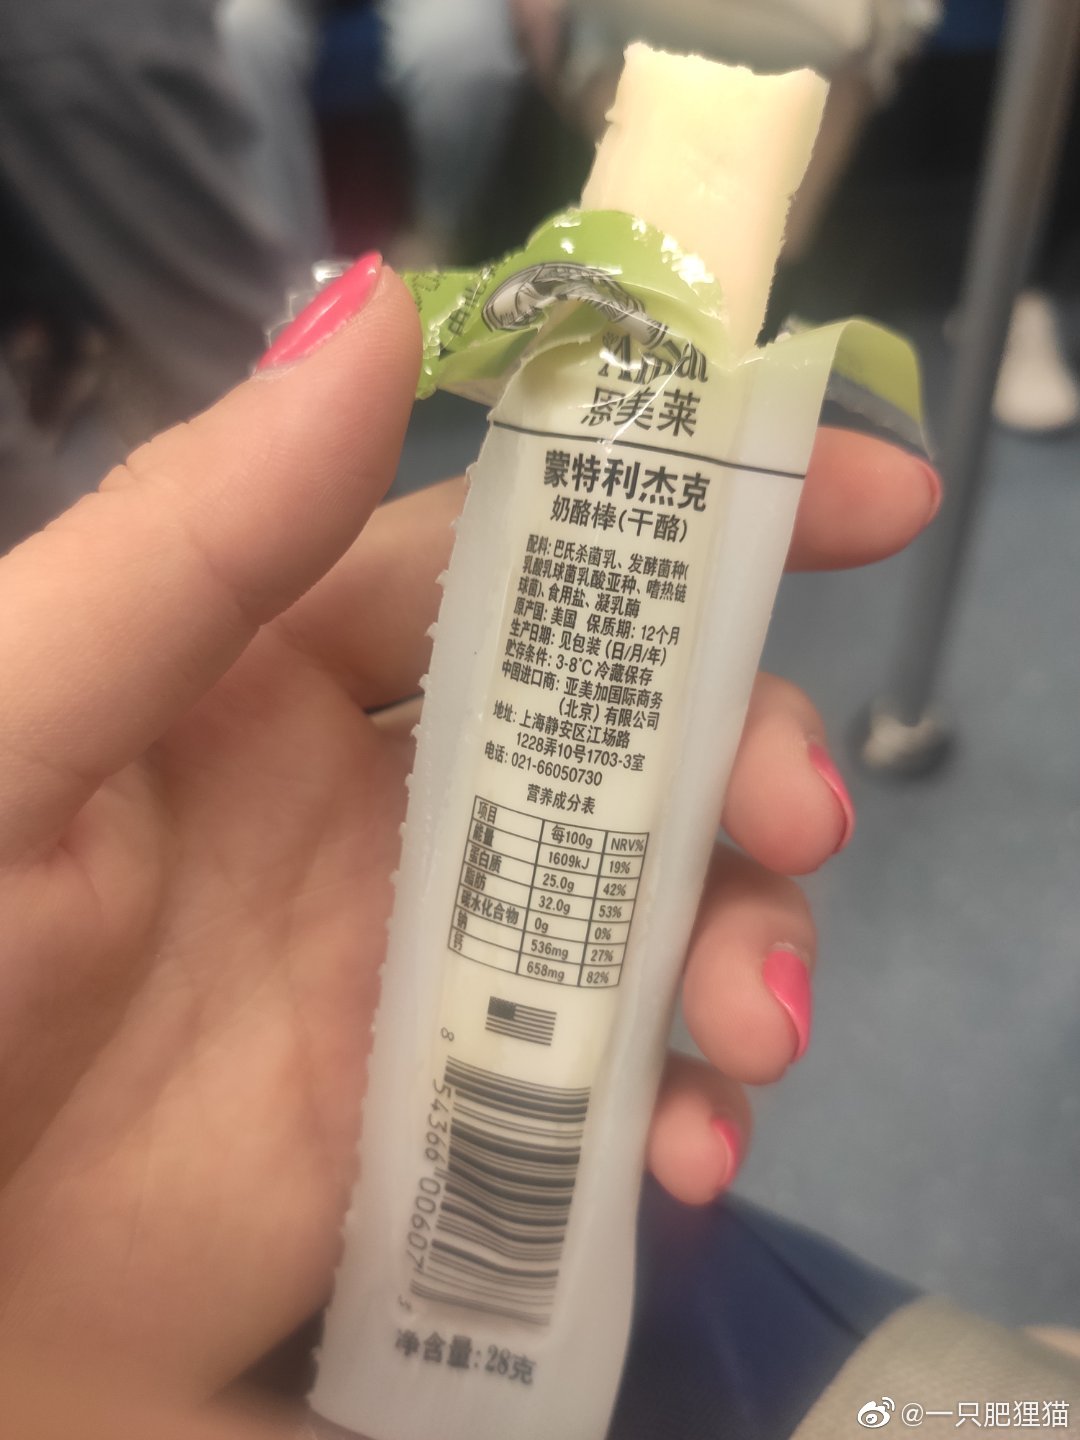 恩美莱
蒙特利杰克
奶酪棒(干酪)
配料: 巴氏杀菌乳、发酵菌种(
乳酸乳球菌乳酸亚种、嗜热链
球菌)、食用盐、凝乳酶
原产国: 美国 保质期: 12个月
生产日期: 见包装 (日/月/年)
贮存条件: 3-8°C 冷藏保存
中国进口商: 亚美加国际商务
(北京) 有限公司
地址: 上海静安区江场路
1228弄10号1703-3室
电话: 021-66050730
营养成分表
项目 每100g NRV%
能量 1609kJ 19%
蛋白质 25.0g 42%
脂肪 32.0g 53%
碳水化合物 0g 0%
钠 536mg 27%
钙 658mg 82%
8 54366 00607 3
净含量: 28克
@一只肥狸猫